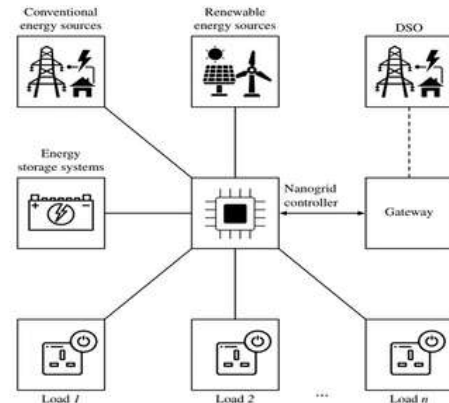 Conventional
energy sources
Renewable
energy sources
DSO
Energy
storage systems
Nanogrid
controller
Gateway
Load 1
Load 2
...
Load n